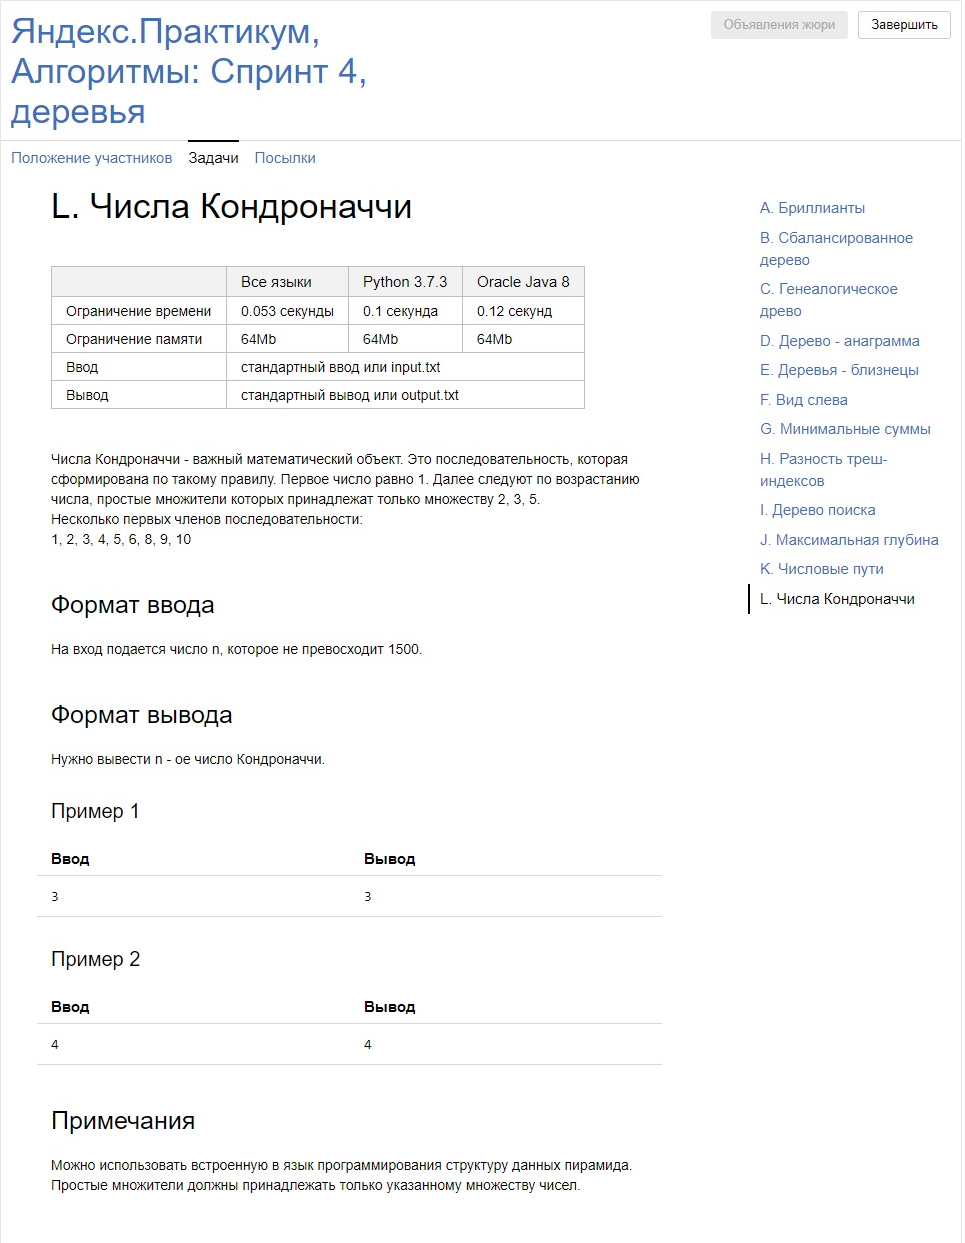 Яндекс.Практикум,
Алгоритмы: Спринт 4,
деревья
Объявления жюри
Завершить
Положение участников Задачи Посылки
L. Числа Кондроначчи
Все языки Python 3.7.3 Oracle Java 8
Ограничение времени 0.053 секунды 0.1 секунда 0.12 секунд
Ограничение памяти 64Mb 64Mb 64Mb
Ввод стандартный ввод или input.txt
Вывод стандартный вывод или output.txt
Числа Кондроначчи - важный математический объект. Это последовательность, которая
сформирована по такому правилу. Первое число равно 1. Далее следуют по возрастанию
числа, простые множители которых принадлежат только множеству 2, 3, 5.
Несколько первых членов последовательности:
1, 2, 3, 4, 5, 6, 8, 9, 10
Формат ввода
На вход подается число n, которое не превосходит 1500.
Формат вывода
Нужно вывести n - ое число Кондроначчи.
Пример 1
Ввод Вывод
3 3
Пример 2
Ввод Вывод
4 4
Примечания
Можно использовать встроенную в язык программирования структуру данных пирамида.
Простые множители должны принадлежать только указанному множеству чисел.
A. Бриллианты
B. Сбалансированное
дерево
C. Генеалогическое
древо
D. Дерево - анаграмма
E. Деревья - близнецы
F. Вид слева
G. Минимальные суммы
H. Разность треш-
индексов
I. Дерево поиска
J. Максимальная глубина
K. Числовые пути
L. Числа Кондроначчи